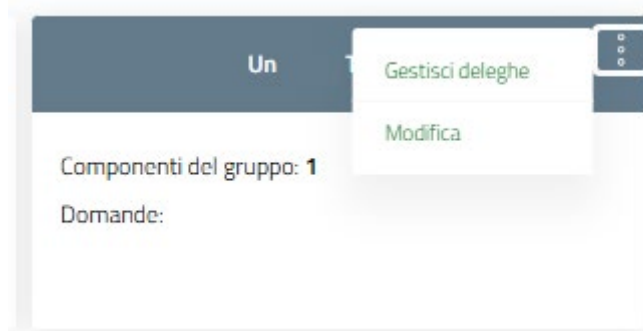 Un
Gestisci deleghe
Modifica
Componenti del gruppo: 1
Domande: